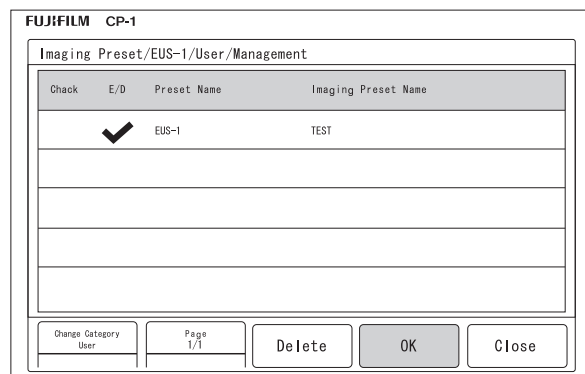 FUJIFILM CP-1
Imaging Preset/EUS-1/User/Management
Chack E/D Preset Name Imaging Preset Name
EUS-1 TEST
Change Category
User
Page
1/1
Delete
OK
Close